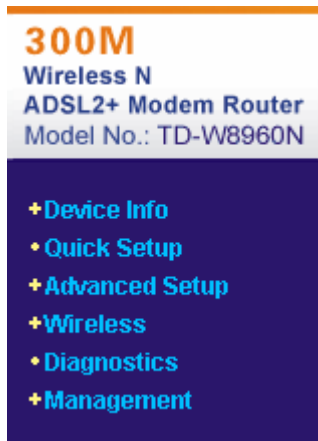 300M
Wireless N
ADSL2+ Modem Router
Model No.: TD-W8960N
+Device Info
•Quick Setup
+Advanced Setup
+Wireless
•Diagnostics
+Management